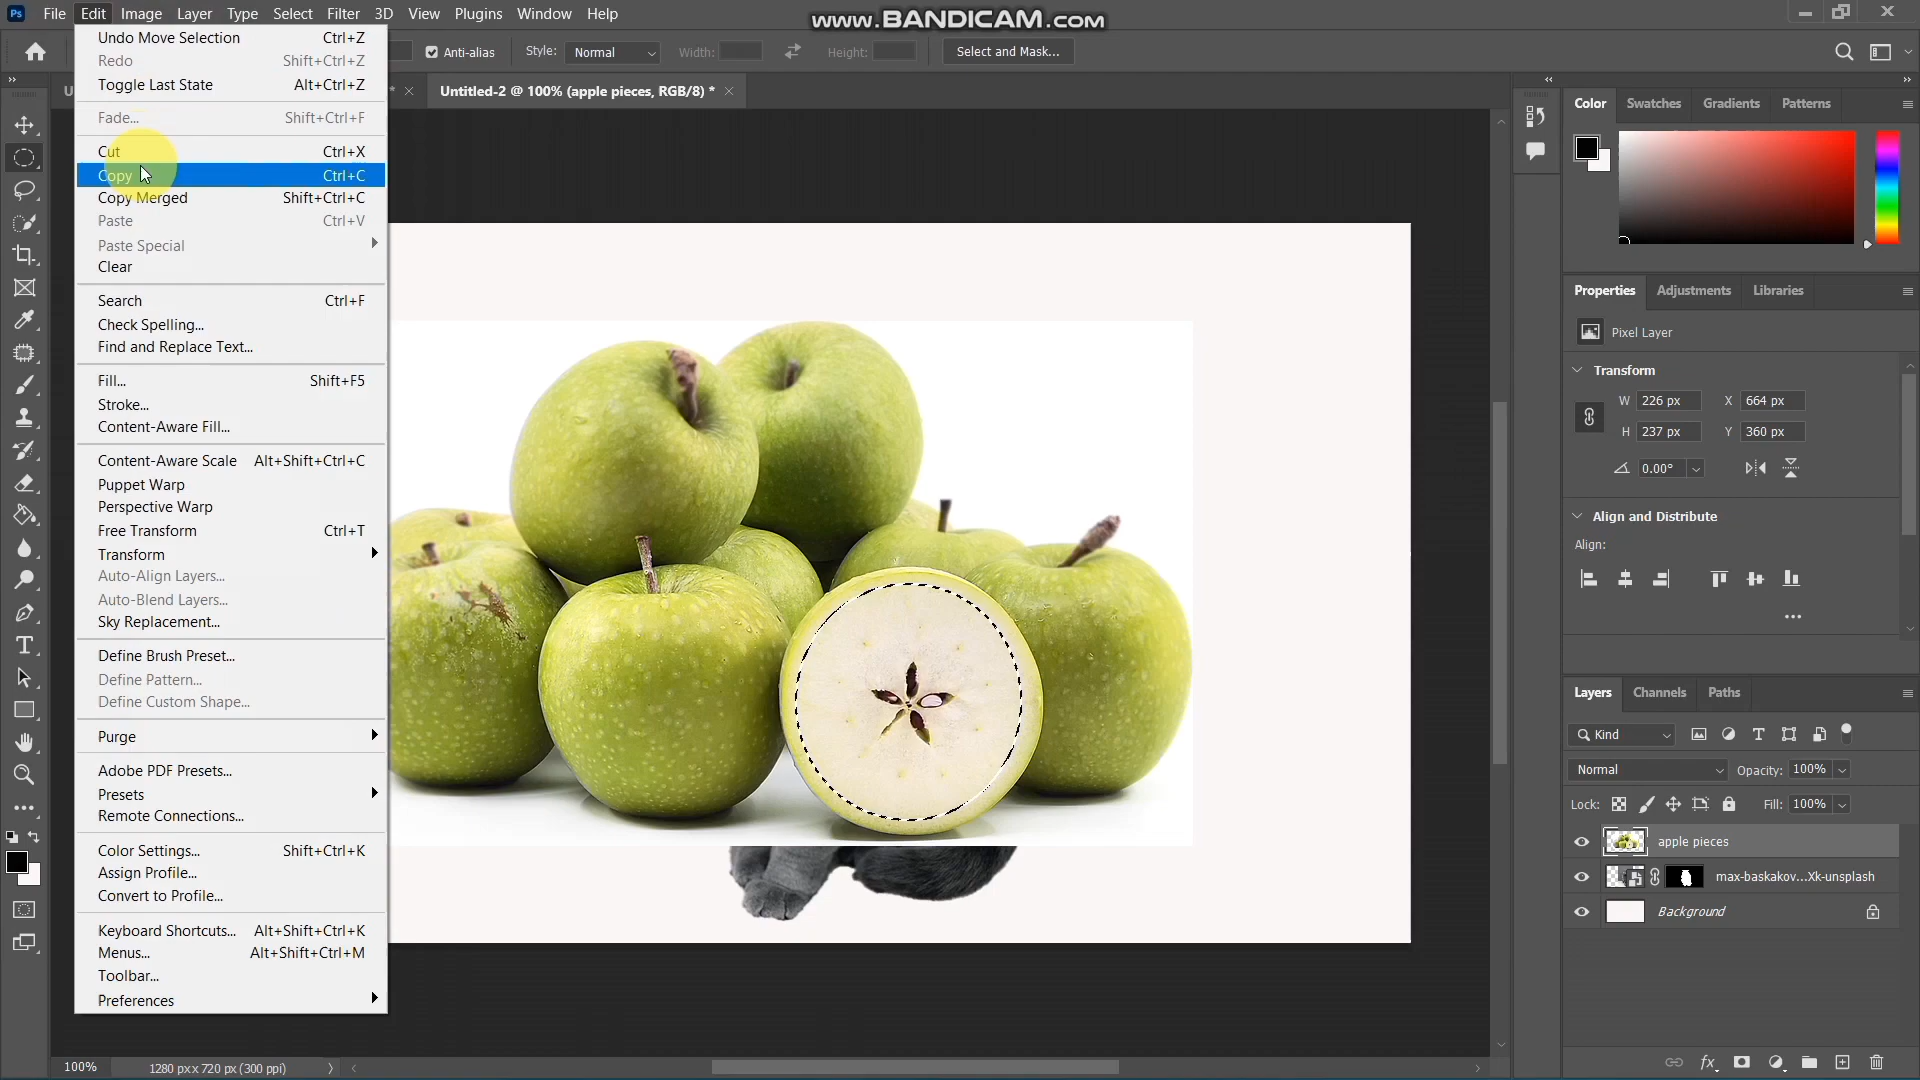 Ps File Edit Image Layer Type Select Filter 3D View Plugins Window Help
www.BANDICAM.com
Anti-alias Style: Normal Width: Height: Select and Mask...
Untitled-2 @ 100% (apple pieces, RGB/8) *
Undo Move Selection Ctrl+Z
Redo Shift+Ctrl+Z
Toggle Last State Alt+Ctrl+Z
Fade... Shift+Ctrl+F
Cut Ctrl+X
Copy Ctrl+C
Copy Merged Shift+Ctrl+C
Paste Ctrl+V
Paste Special
Clear
Search Ctrl+F
Check Spelling...
Find and Replace Text...
Fill... Shift+F5
Stroke...
Content-Aware Fill...
Content-Aware Scale Alt+Shift+Ctrl+C
Puppet Warp
Perspective Warp
Free Transform Ctrl+T
Transform
Auto-Align Layers...
Auto-Blend Layers...
Sky Replacement...
Define Brush Preset...
Define Pattern...
Define Custom Shape...
Purge
Adobe PDF Presets...
Presets
Remote Connections...
Color Settings... Shift+Ctrl+K
Assign Profile...
Convert to Profile...
Keyboard Shortcuts... Alt+Shift+Ctrl+K
Menus... Alt+Shift+Ctrl+M
Toolbar...
Preferences
100% 1280 px x 720 px (300 ppi)
Color Swatches Gradients Patterns
Properties Adjustments Libraries
Pixel Layer
Transform
W 226 px X 664 px
H 237 px Y 360 px
0.00°
Align and Distribute
Align:
Layers Channels Paths
Kind
Normal Opacity: 100%
Lock: Fill: 100%
apple pieces
max-baskakov...Xk-unsplash
Background
fx